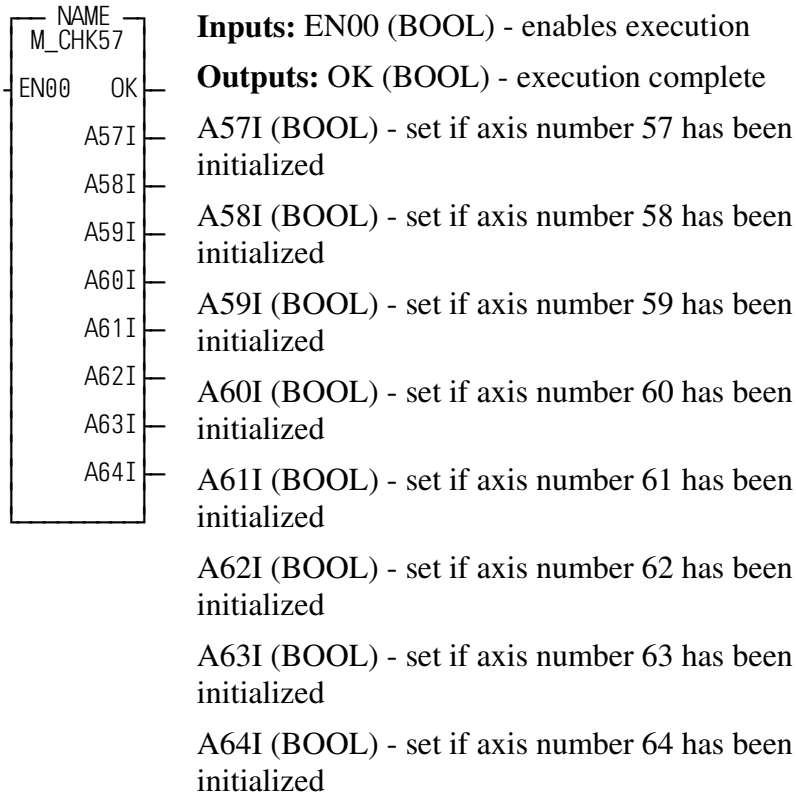 NAME
M_CHK57
EN00 OK
A57I
A58I
A59I
A60I
A61I
A62I
A63I
A64I
Inputs: EN00 (BOOL) - enables execution
Outputs: OK (BOOL) - execution complete
A57I (BOOL) - set if axis number 57 has been
initialized
A58I (BOOL) - set if axis number 58 has been
initialized
A59I (BOOL) - set if axis number 59 has been
initialized
A60I (BOOL) - set if axis number 60 has been
initialized
A61I (BOOL) - set if axis number 61 has been
initialized
A62I (BOOL) - set if axis number 62 has been
initialized
A63I (BOOL) - set if axis number 63 has been
initialized
A64I (BOOL) - set if axis number 64 has been
initialized